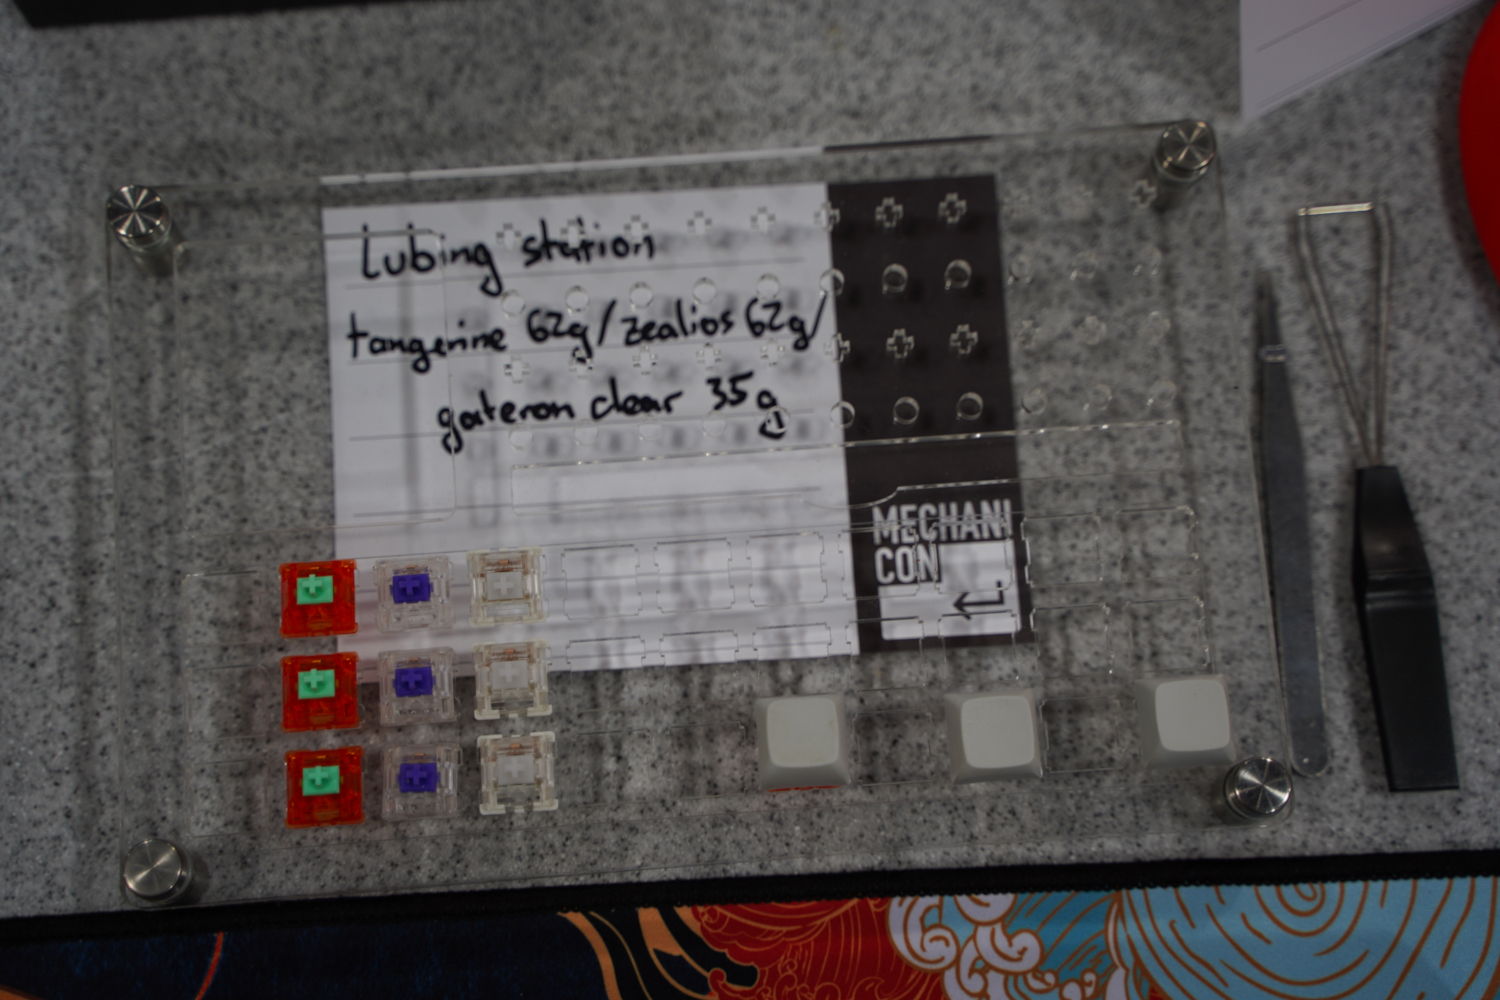 Lubing station
tangerine 62g/zealios 62g/
gateron clear 35g
MECHANI
CON